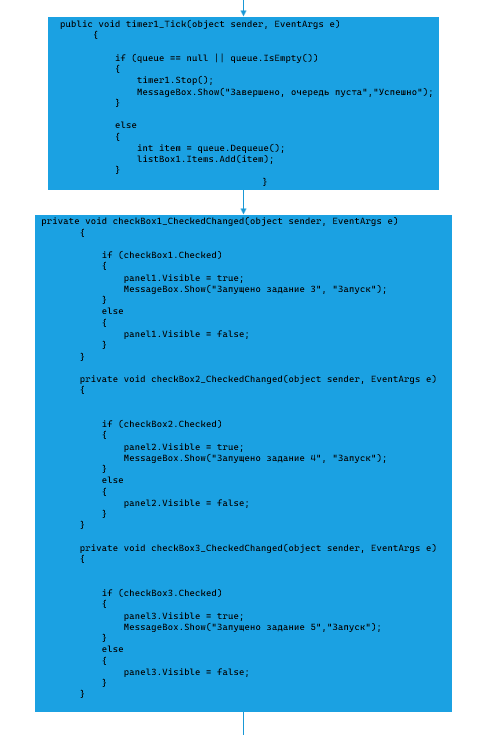 public void timer1_Tick(object sender, EventArgs e)
{
if (queue == null || queue.IsEmpty())
{
timer1.Stop();
MessageBox.Show("Завершено, очередь пуста","Успешно");
}
else
{
int item = queue.Dequeue();
listBox1.Items.Add(item);
}
}
private void checkBox1_CheckedChanged(object sender, EventArgs e)
{
if (checkBox1.Checked)
{
panel1.Visible = true;
MessageBox.Show("Запущено задание 3", "Запуск");
}
else
{
panel1.Visible = false;
}
}
private void checkBox2_CheckedChanged(object sender, EventArgs e)
{
if (checkBox2.Checked)
{
panel2.Visible = true;
MessageBox.Show("Запущено задание 4", "Запуск");
}
else
{
panel2.Visible = false;
}
}
private void checkBox3_CheckedChanged(object sender, EventArgs e)
{
if (checkBox3.Checked)
{
panel3.Visible = true;
MessageBox.Show("Запущено задание 5","Запуск");
}
else
{
panel3.Visible = false;
}
}